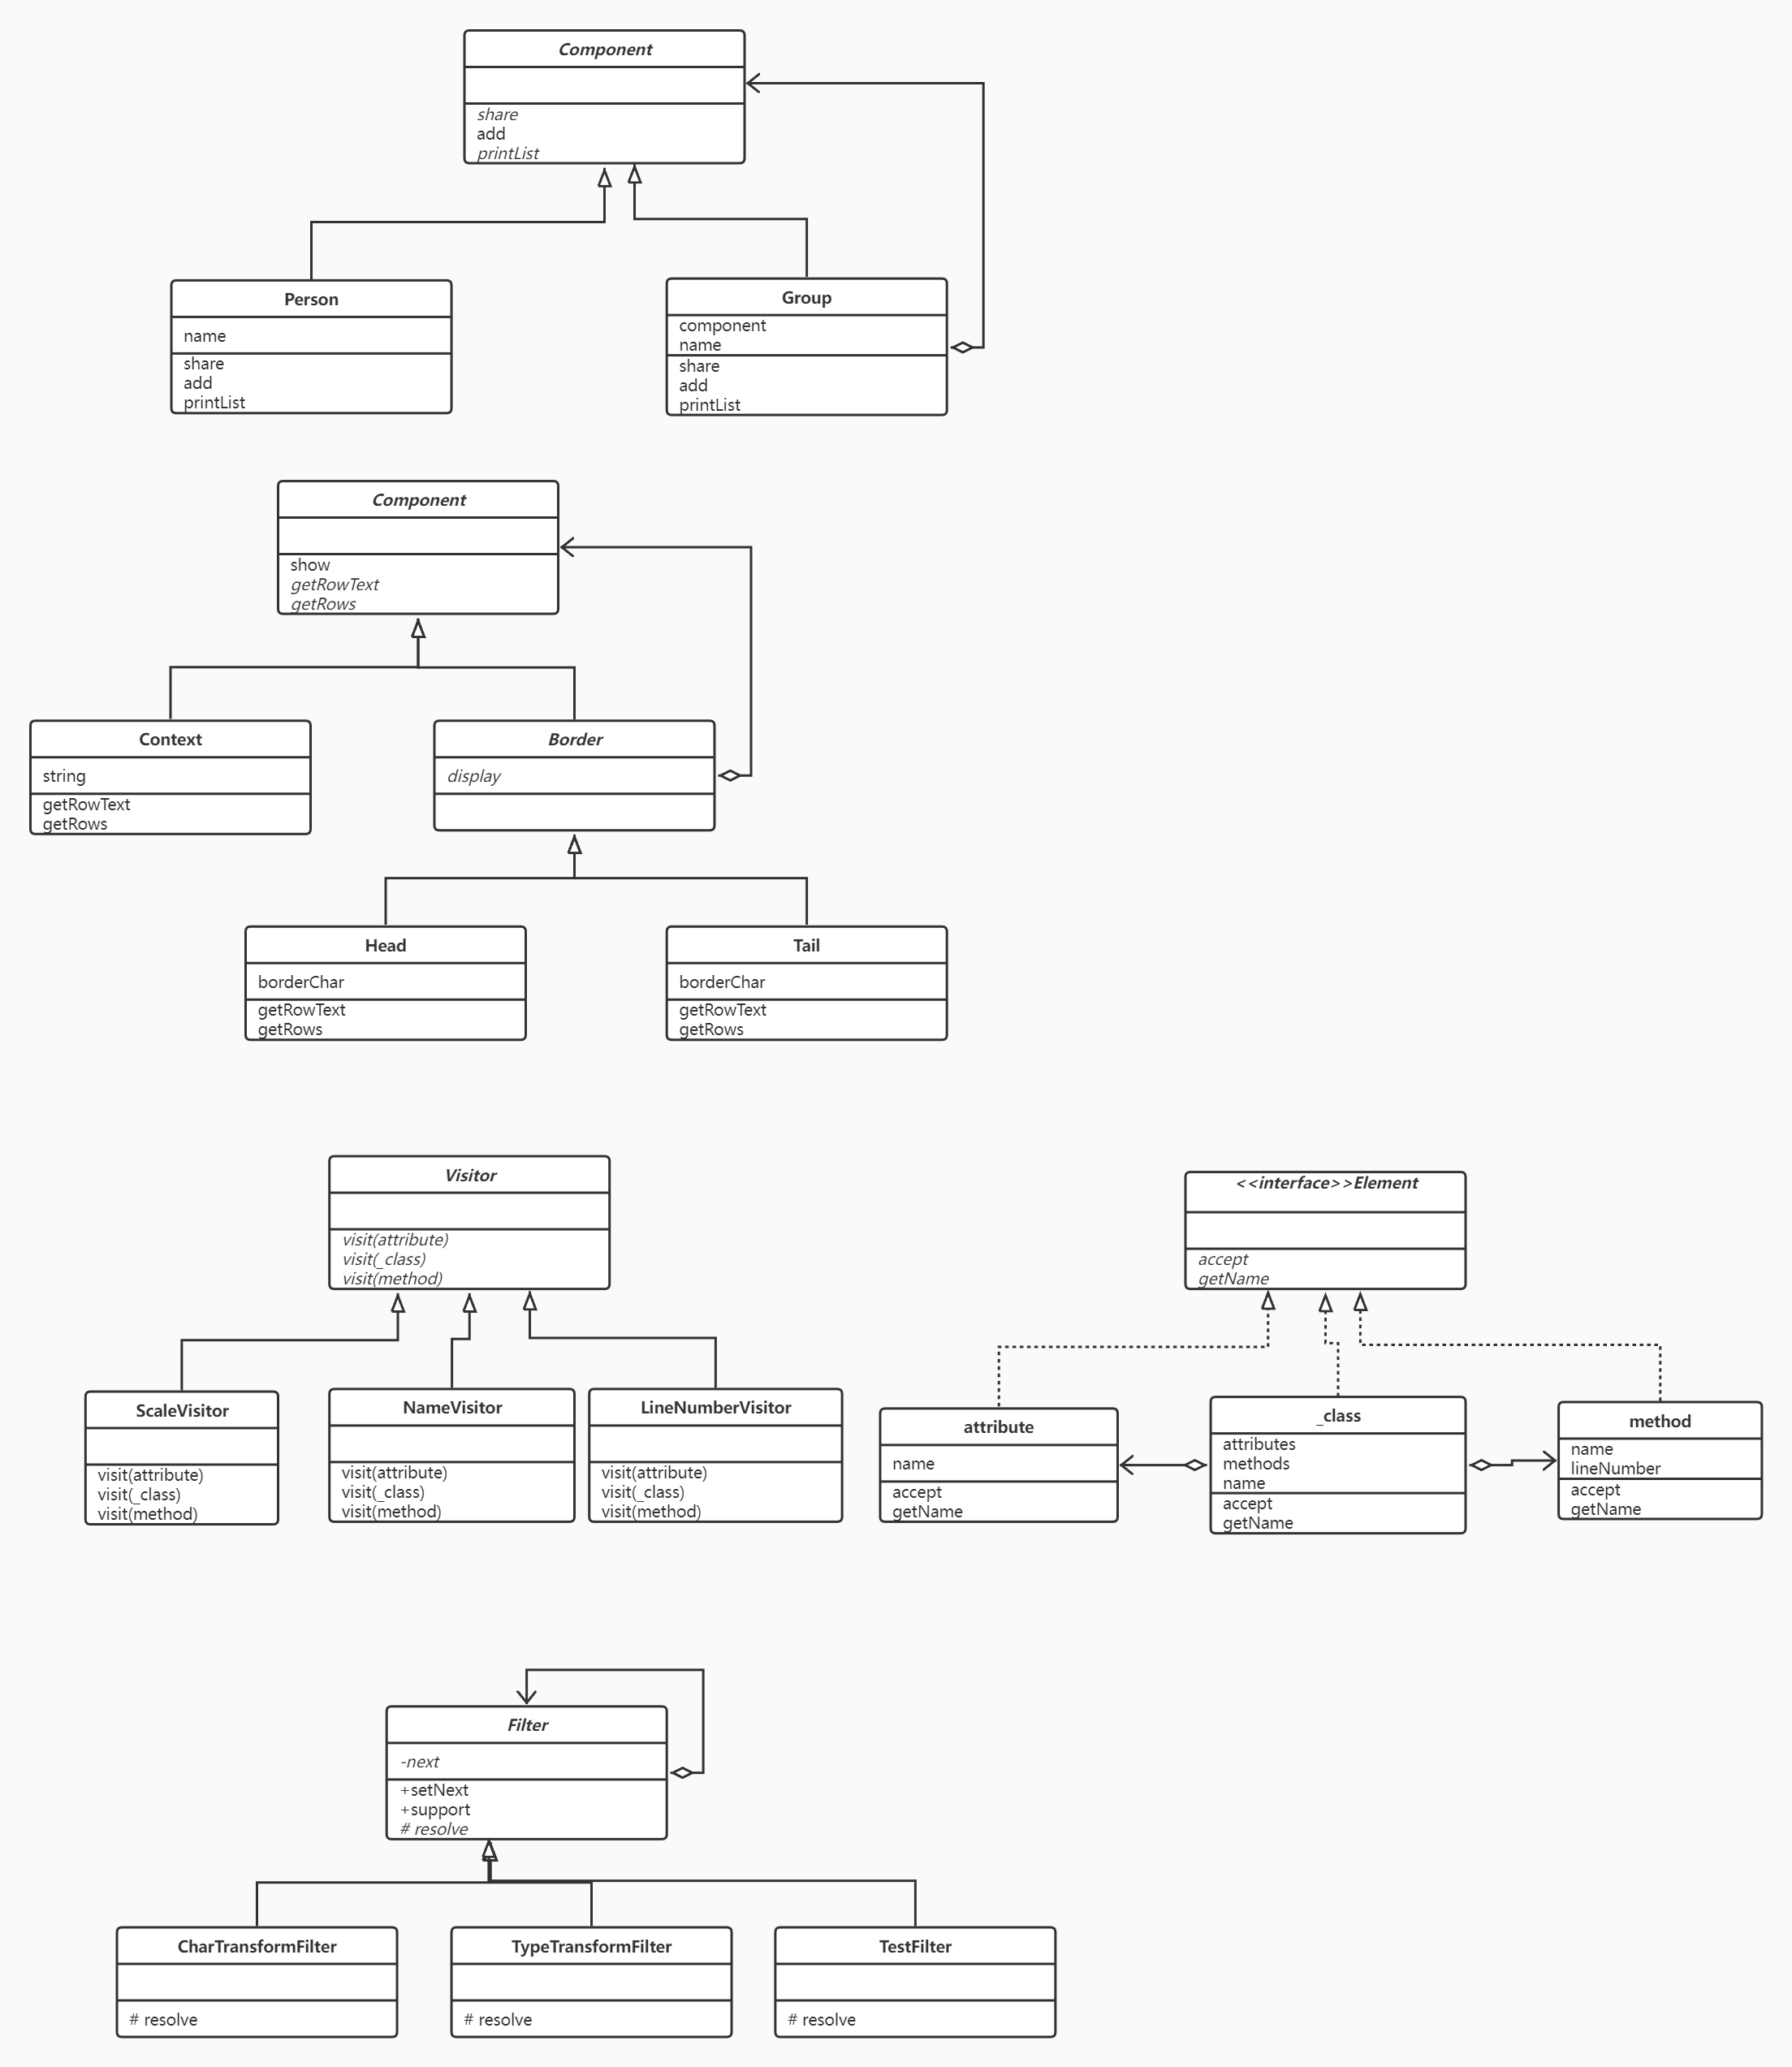 Component
share
add
printList
Person
name
share
add
printList
Group
component
name
share
add
printList
Component
show
getRowText
getRows
Context
string
getRowText
getRows
Border
display
Head
borderChar
getRowText
getRows
Tail
borderChar
getRowText
getRows
Visitor
visit(attribute)
visit(_class)
visit(method)
<<interface>>Element
accept
getName
ScaleVisitor
visit(attribute)
visit(_class)
visit(method)
NameVisitor
visit(attribute)
visit(_class)
visit(method)
LineNumberVisitor
visit(attribute)
visit(_class)
visit(method)
attribute
name
accept
getName
_class
attributes
methods
name
accept
getName
method
name
lineNumber
accept
getName
Filter
-next
+setNext
+support
# resolve
CharTransformFilter
# resolve
TypeTransformFilter
# resolve
TestFilter
# resolve